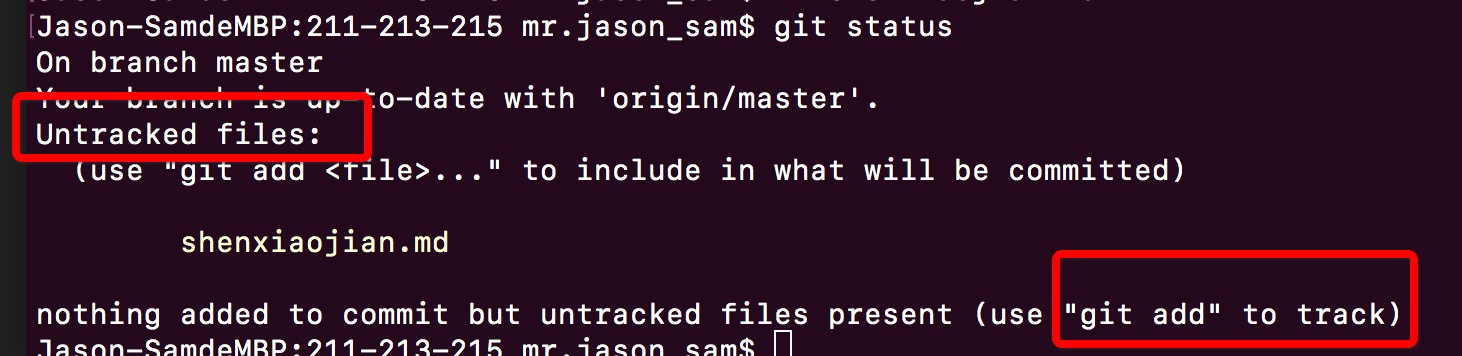 [Jason-SamdeMBP:211-213-215 mr.jason_sam$ git status
On branch master
Your branch is up-to-date with 'origin/master'.
Untracked files:
(use "git add <file>..." to include in what will be committed)
shenxiaojian.md
nothing added to commit but untracked files present (use "git add" to track)
Jason-SamdeMBP:211-213-215 mr.jason_sam$